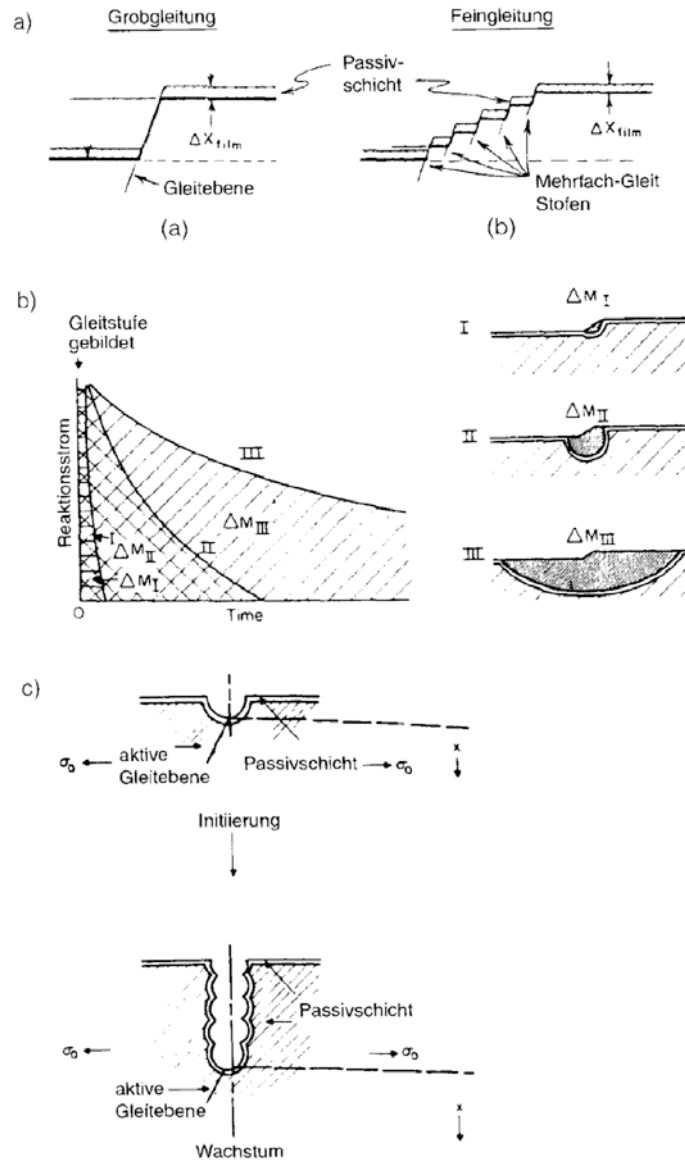 a)
Grobgleitung
Feingleitung
Passiv-
schicht
ΔX film
ΔX film
Gleitebene
Mehrfach-Gleit
Stofen
(a)
(b)
b)
Gleitstufe
gebildet
Reaktionsstrom
III
II
I
ΔM III
ΔM II
ΔM I
O
Time
I
ΔM I
II
ΔM II
III
ΔM III
c)
σo
aktive
Gleitebene
Passivschicht
σo
x
Initiierung
Passivschicht
σo
σo
aktive
Gleitebene
x
Wachstum